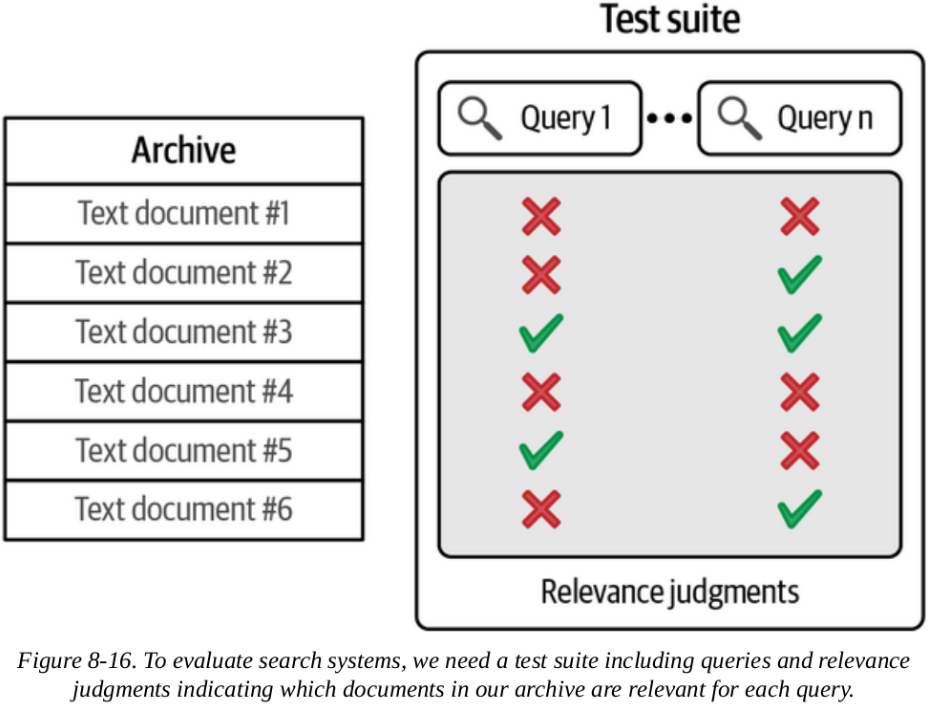 Test suite
Query 1 ••• Query n
Archive
Text document #1
Text document #2
Text document #3
Text document #4
Text document #5
Text document #6
Relevance judgments
Figure 8-16. To evaluate search systems, we need a test suite including queries and relevance
judgments indicating which documents in our archive are relevant for each query.